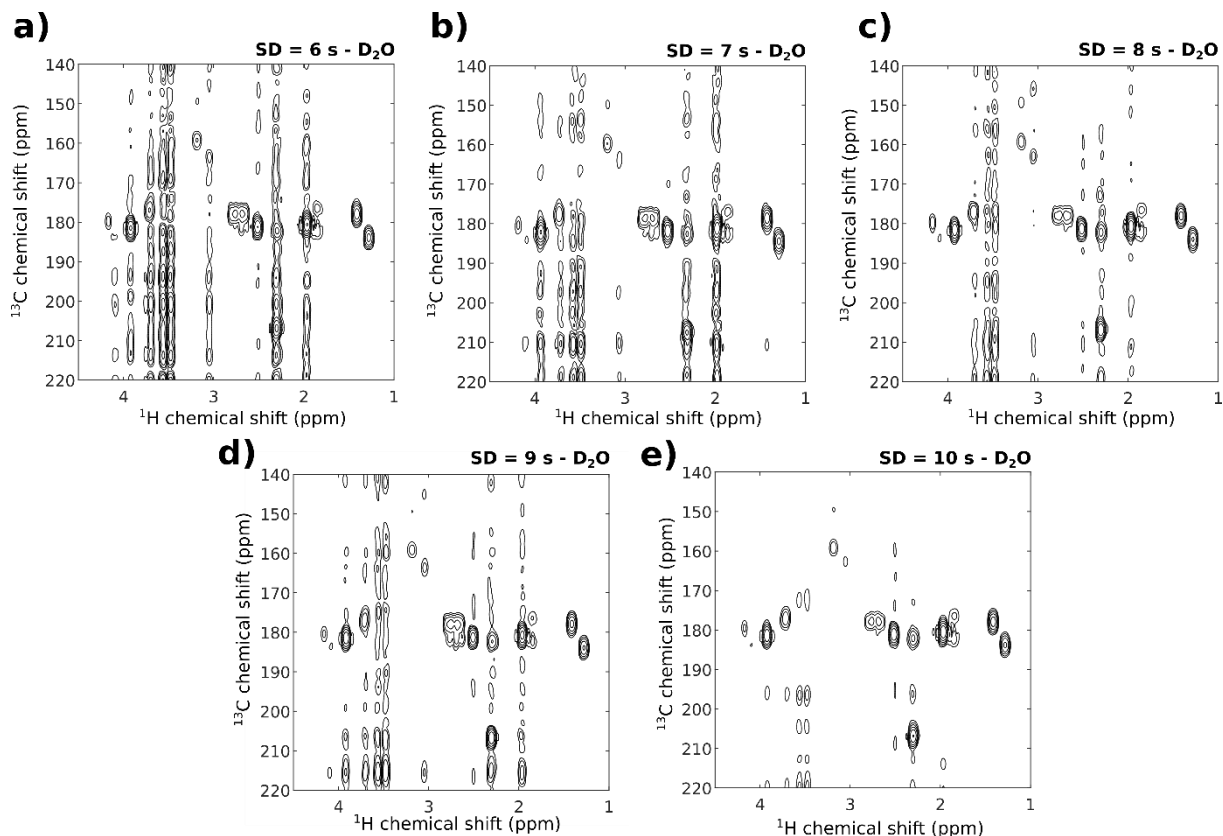 a)
SD = 6 s - D₂O
140
150
160
170
180
190
200
210
220
¹³C chemical shift (ppm)
4 3 2 1
¹H chemical shift (ppm)
b)
SD = 7 s - D₂O
140
150
160
170
180
190
200
210
220
¹³C chemical shift (ppm)
4 3 2 1
¹H chemical shift (ppm)
c)
SD = 8 s - D₂O
140
150
160
170
180
190
200
210
220
¹³C chemical shift (ppm)
4 3 2 1
¹H chemical shift (ppm)
d)
SD = 9 s - D₂O
140
150
160
170
180
190
200
210
220
¹³C chemical shift (ppm)
4 3 2 1
¹H chemical shift (ppm)
e)
SD = 10 s - D₂O
140
150
160
170
180
190
200
210
220
¹³C chemical shift (ppm)
4 3 2 1
¹H chemical shift (ppm)